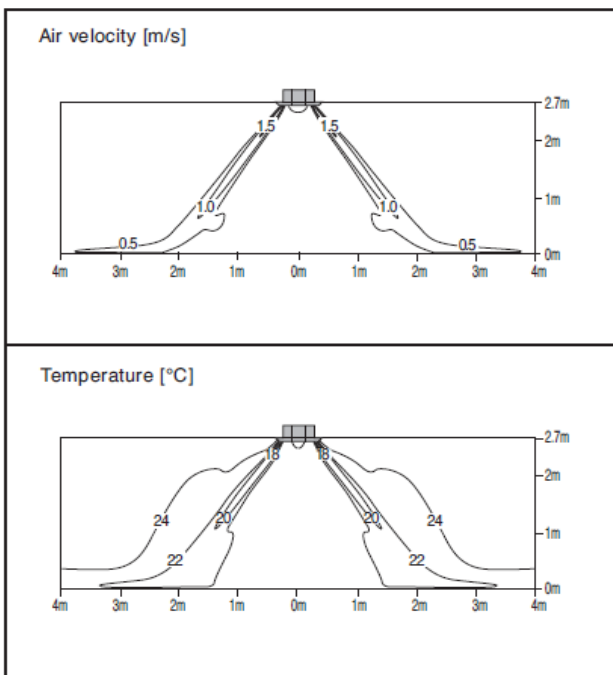 Air velocity [m/s]
2.7m
1.5 1.5
2m
1.0 1.0
1m
0.5 0.5
0m
4m 3m 2m 1m 0m 1m 2m 3m 4m
Temperature [°C]
2.7m
18 18
2m
24 20 20 24
1m
22 22
0m
4m 3m 2m 1m 0m 1m 2m 3m 4m